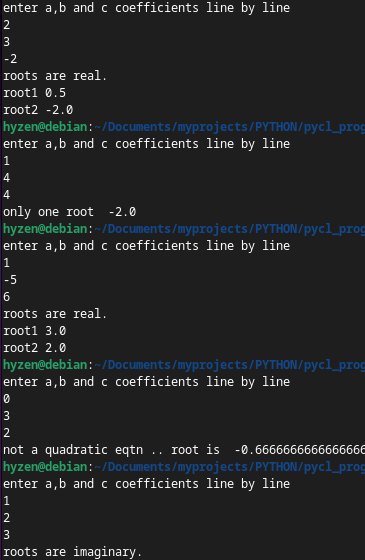 enter a,b and c coefficients line by line
2
3
-2
roots are real.
root1 0.5
root2 -2.0
hyzen@debian:~/Documents/myprojects/PYTHON/pycl_prog
enter a,b and c coefficients line by line
1
4
4
only one root  -2.0
hyzen@debian:~/Documents/myprojects/PYTHON/pycl_prog
enter a,b and c coefficients line by line
1
-5
6
roots are real.
root1 3.0
root2 2.0
hyzen@debian:~/Documents/myprojects/PYTHON/pycl_prog
enter a,b and c coefficients line by line
0
3
2
not a quadratic eqtn .. root is  -0.6666666666666666
hyzen@debian:~/Documents/myprojects/PYTHON/pycl_prog
enter a,b and c coefficients line by line
1
2
3
roots are imaginary.